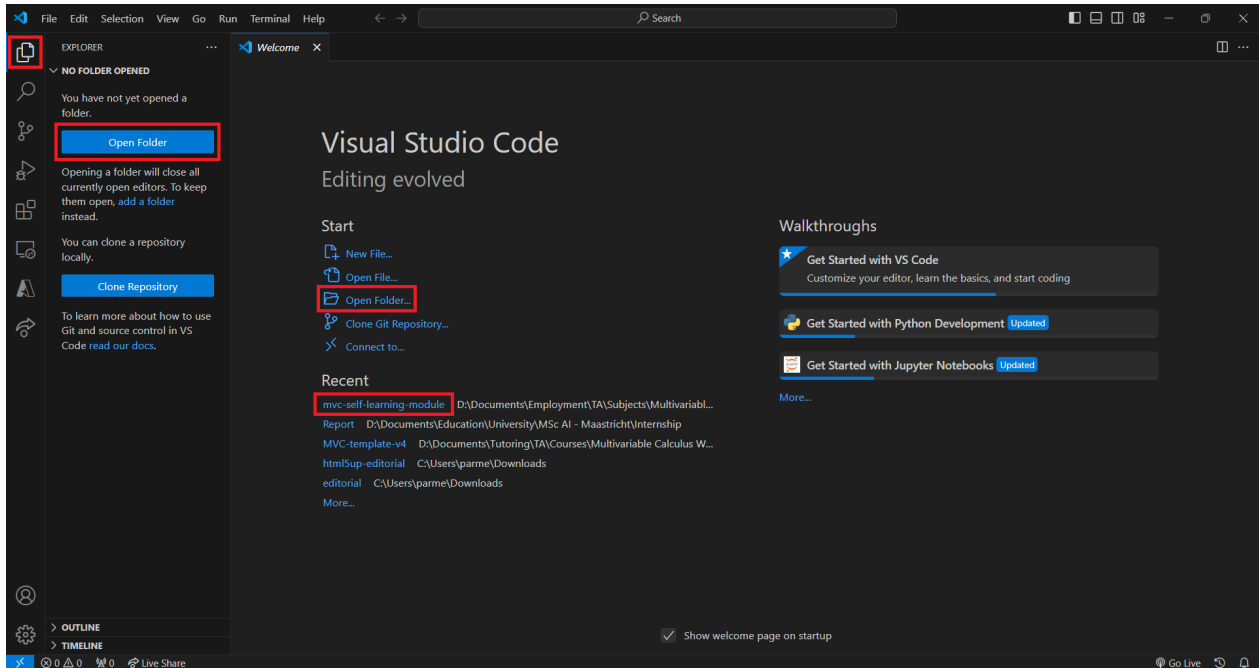 File Edit Selection View Go Run Terminal Help
Search
EXPLORER
Welcome
NO FOLDER OPENED
You have not yet opened a
folder.
Open Folder
Opening a folder will close all
currently open editors. To keep
them open, add a folder
instead.
You can clone a repository
locally.
Clone Repository
To learn more about how to use
Git and source control in VS
Code read our docs.
Visual Studio Code
Editing evolved
Start
New File...
Open File...
Open Folder...
Clone Git Repository...
Connect to...
Recent
mvc-self-learning-module D:\Documents\Employment\TA\Subjects\Multivariabl...
Report D:\Documents\Education\University\MSc AI - Maastricht\Internship
MVC-template-v4 D:\Documents\Tutoring\TA\Courses\Multivariable Calculus W...
html5up-editorial C:\Users\parme\Downloads
editorial C:\Users\parme\Downloads
More...
Walkthroughs
Get Started with VS Code
Customize your editor, learn the basics, and start coding
Get Started with Python Development Updated
Get Started with Jupyter Notebooks Updated
More...
OUTLINE
TIMELINE
Show welcome page on startup
0 0 0 Live Share
Go Live